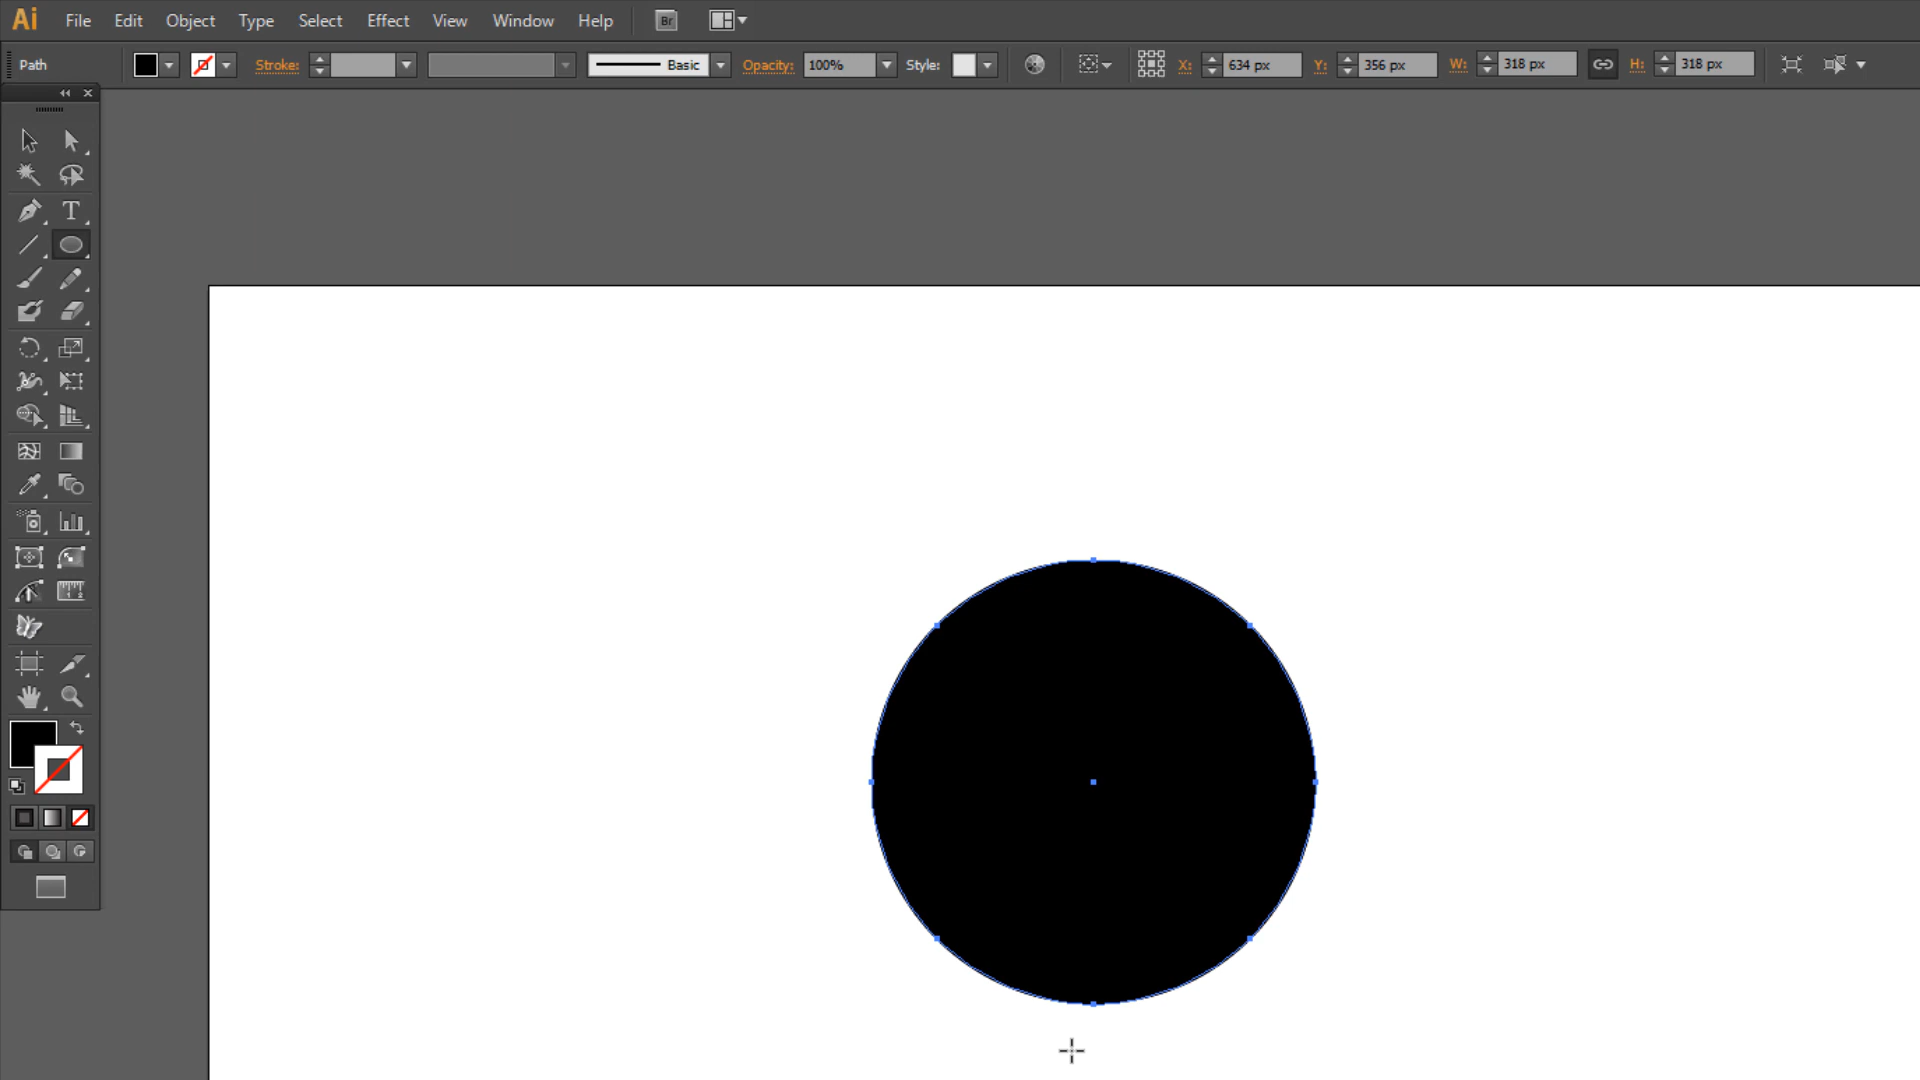 Ai File Edit Object Type Select Effect View Window Help Br
Path Stroke: Basic Opacity: 100% Style: X: 634 px Y: 356 px W: 318 px H: 318 px
T